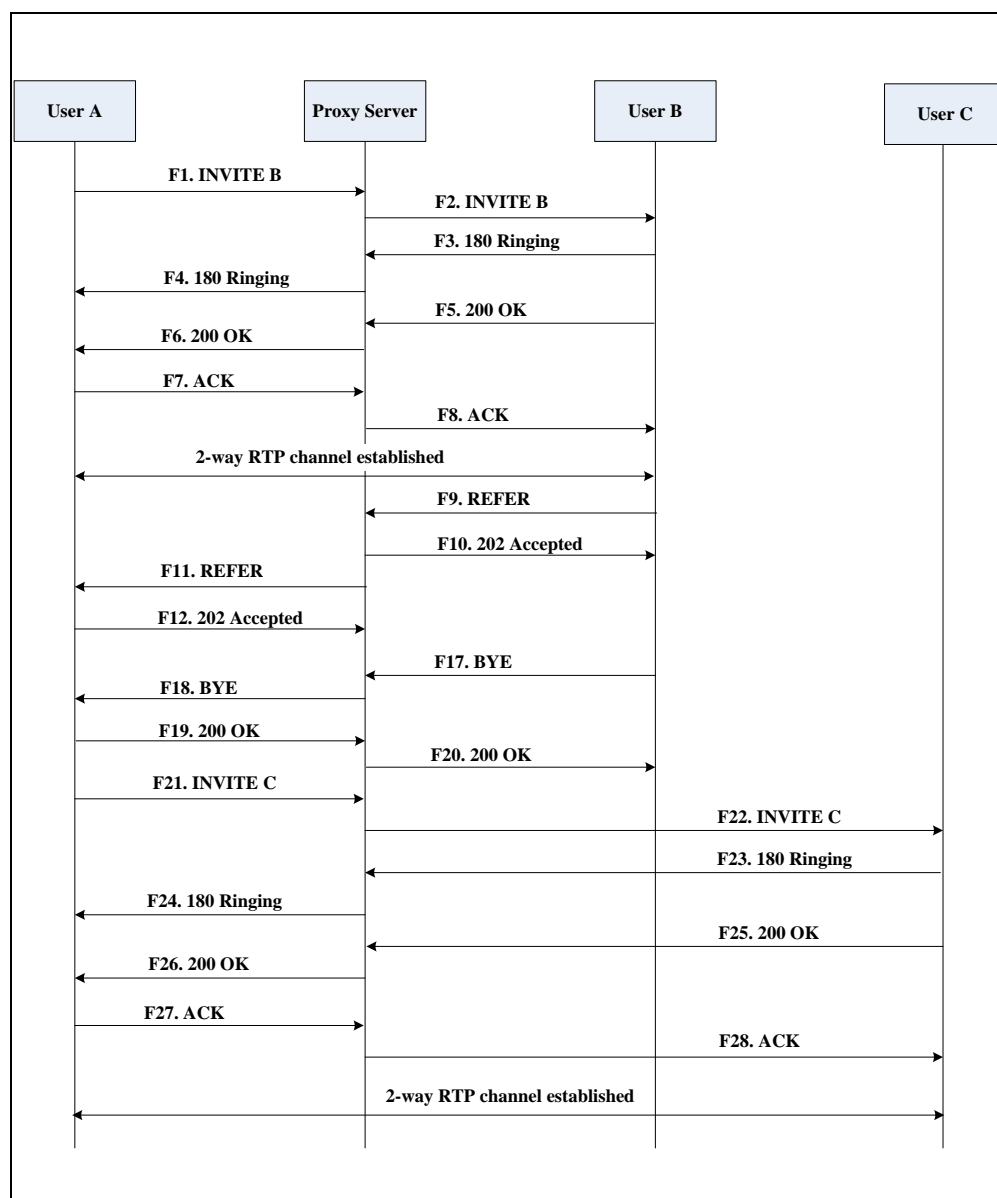 User A
Proxy Server
User B
User C
F1. INVITE B
F2. INVITE B
F3. 180 Ringing
F4. 180 Ringing
F5. 200 OK
F6. 200 OK
F7. ACK
F8. ACK
2-way RTP channel established
F9. REFER
F10. 202 Accepted
F11. REFER
F12. 202 Accepted
F17. BYE
F18. BYE
F19. 200 OK
F20. 200 OK
F21. INVITE C
F22. INVITE C
F23. 180 Ringing
F24. 180 Ringing
F25. 200 OK
F26. 200 OK
F27. ACK
F28. ACK
2-way RTP channel established